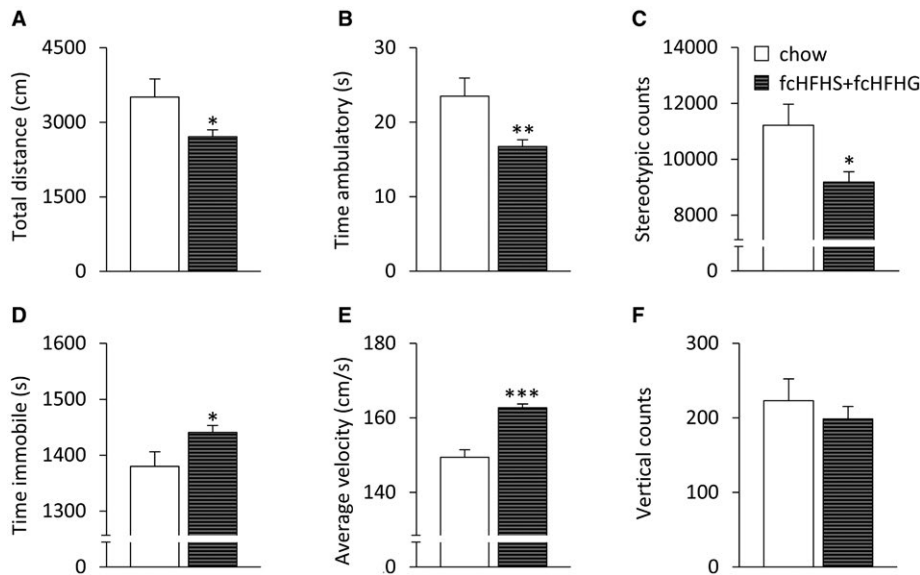 A
Total distance (cm)
4500
3000
1500
0
*
B
Time ambulatory (s)
30
20
10
0
**
C
Stereotypic counts
14000
12000
10000
8000
0
chow
fcHFHS+fcHFHG
*
D
Time immobile (s)
1600
1500
1400
1300
0
*
E
Average velocity (cm/s)
180
160
140
0
***
F
Vertical counts
300
200
100
0